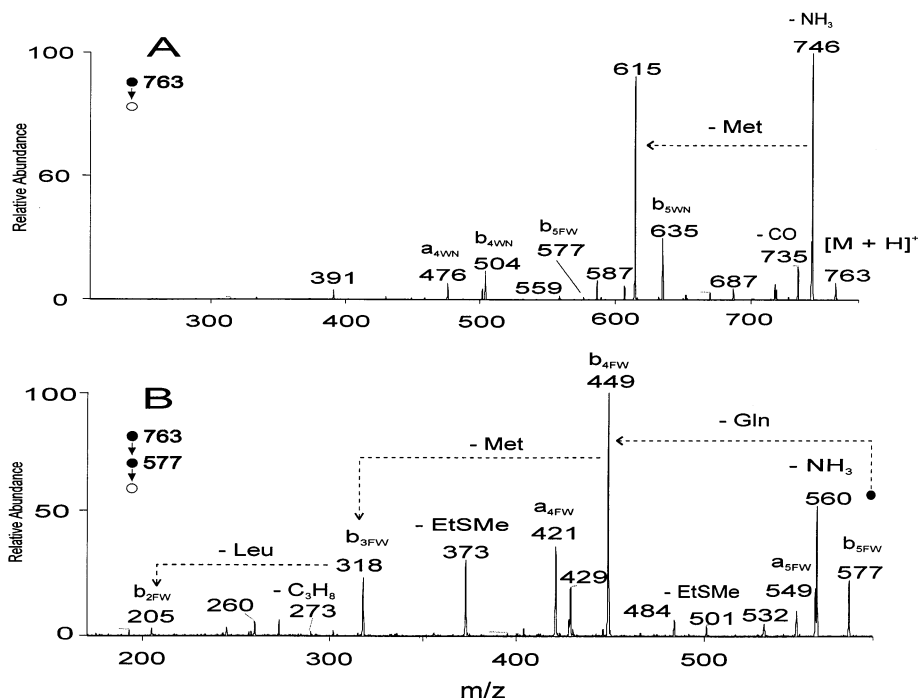 Relative Abundance
100
60
0
A
763
- NH₃
746
615
- Met
b₅WN
635
- CO
735
[M + H]⁺
763
b₅FW
577
b₄WN
504
a₄WN
476
391
559
587
687
300
400
500
600
700
Relative Abundance
100
50
0
B
763
577
b₄FW
449
- Gln
- Met
- NH₃
560
b₅FW
577
a₅FW
549
- EtSMe
373
a₄FW
421
429
b₃FW
318
- Leu
b₂FW
205
260
- C₃H₈
273
484
- EtSMe
501
532
200
300
400
500
m/z